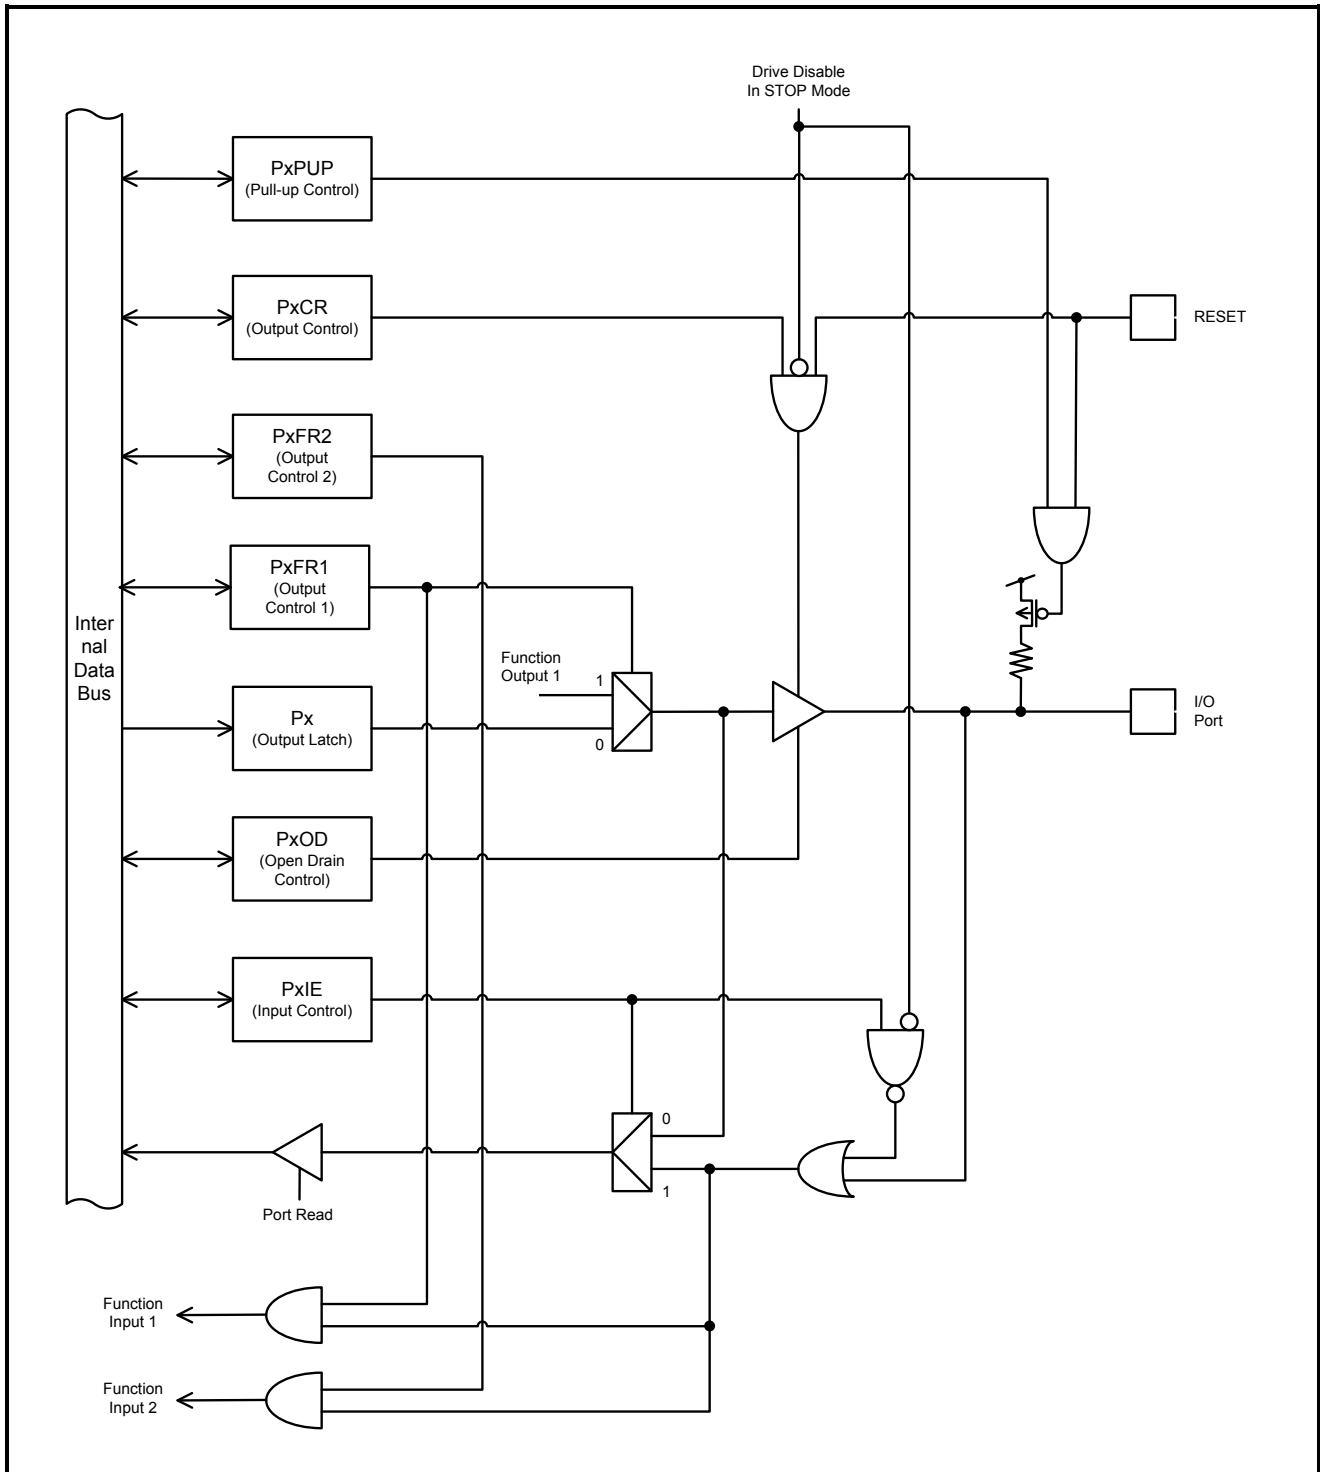 Drive Disable
In STOP Mode
PxPUP
(Pull-up Control)
PxCR
(Output Control)
RESET
PxFR2
(Output
Control 2)
PxFR1
(Output
Control 1)
Inter
nal
Data
Bus
Function
Output 1
1
0
Px
(Output Latch)
I/O
Port
PxOD
(Open Drain
Control)
PxIE
(Input Control)
0
1
Port Read
Function
Input 1
Function
Input 2